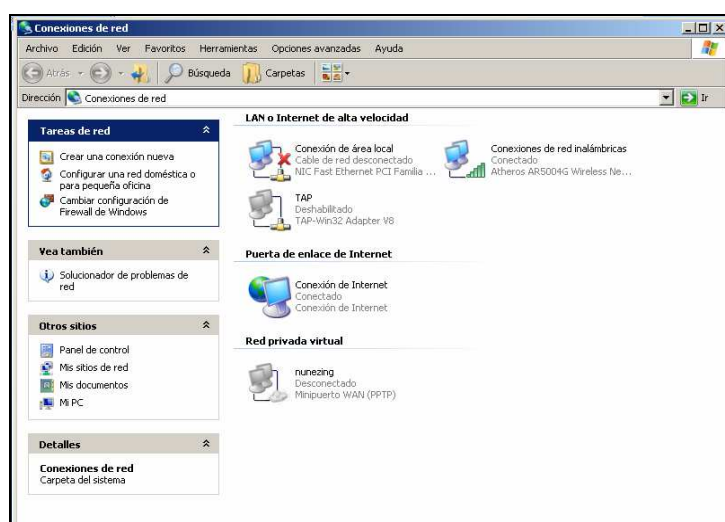 Conexiones de red
Archivo Edición Ver Favoritos Herramientas Opciones avanzadas Ayuda
Atrás Búsqueda Carpetas
Dirección Conexiones de red Ir
Tareas de red
Crear una conexión nueva
Configurar una red doméstica o
para pequeña oficina
Cambiar configuración de
Firewall de Windows
Vea también
Solucionador de problemas de
red
Otros sitios
Panel de control
Mis sitios de red
Mis documentos
Mi PC
Detalles
Conexiones de red
Carpeta del sistema
LAN o Internet de alta velocidad
Conexión de área local
Cable de red desconectado
NIC Fast Ethernet PCI Familia ...
Conexiones de red inalámbricas
Conectado
Atheros AR5004G Wireless Ne...
TAP
Deshabilitado
TAP-Win32 Adapter V8
Puerta de enlace de Internet
Conexión de Internet
Conectado
Conexión de Internet
Red privada virtual
nunezing
Desconectado
Minipuerto WAN (PPTP)